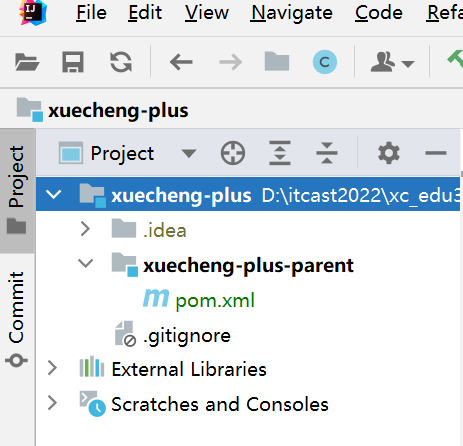 IJ File Edit View Navigate Code Refa
C
xuecheng-plus
Project
Project
xuecheng-plus D:\itcast2022\xc_edu3
.idea
xuecheng-plus-parent
m pom.xml
.gitignore
External Libraries
Scratches and Consoles
Commit